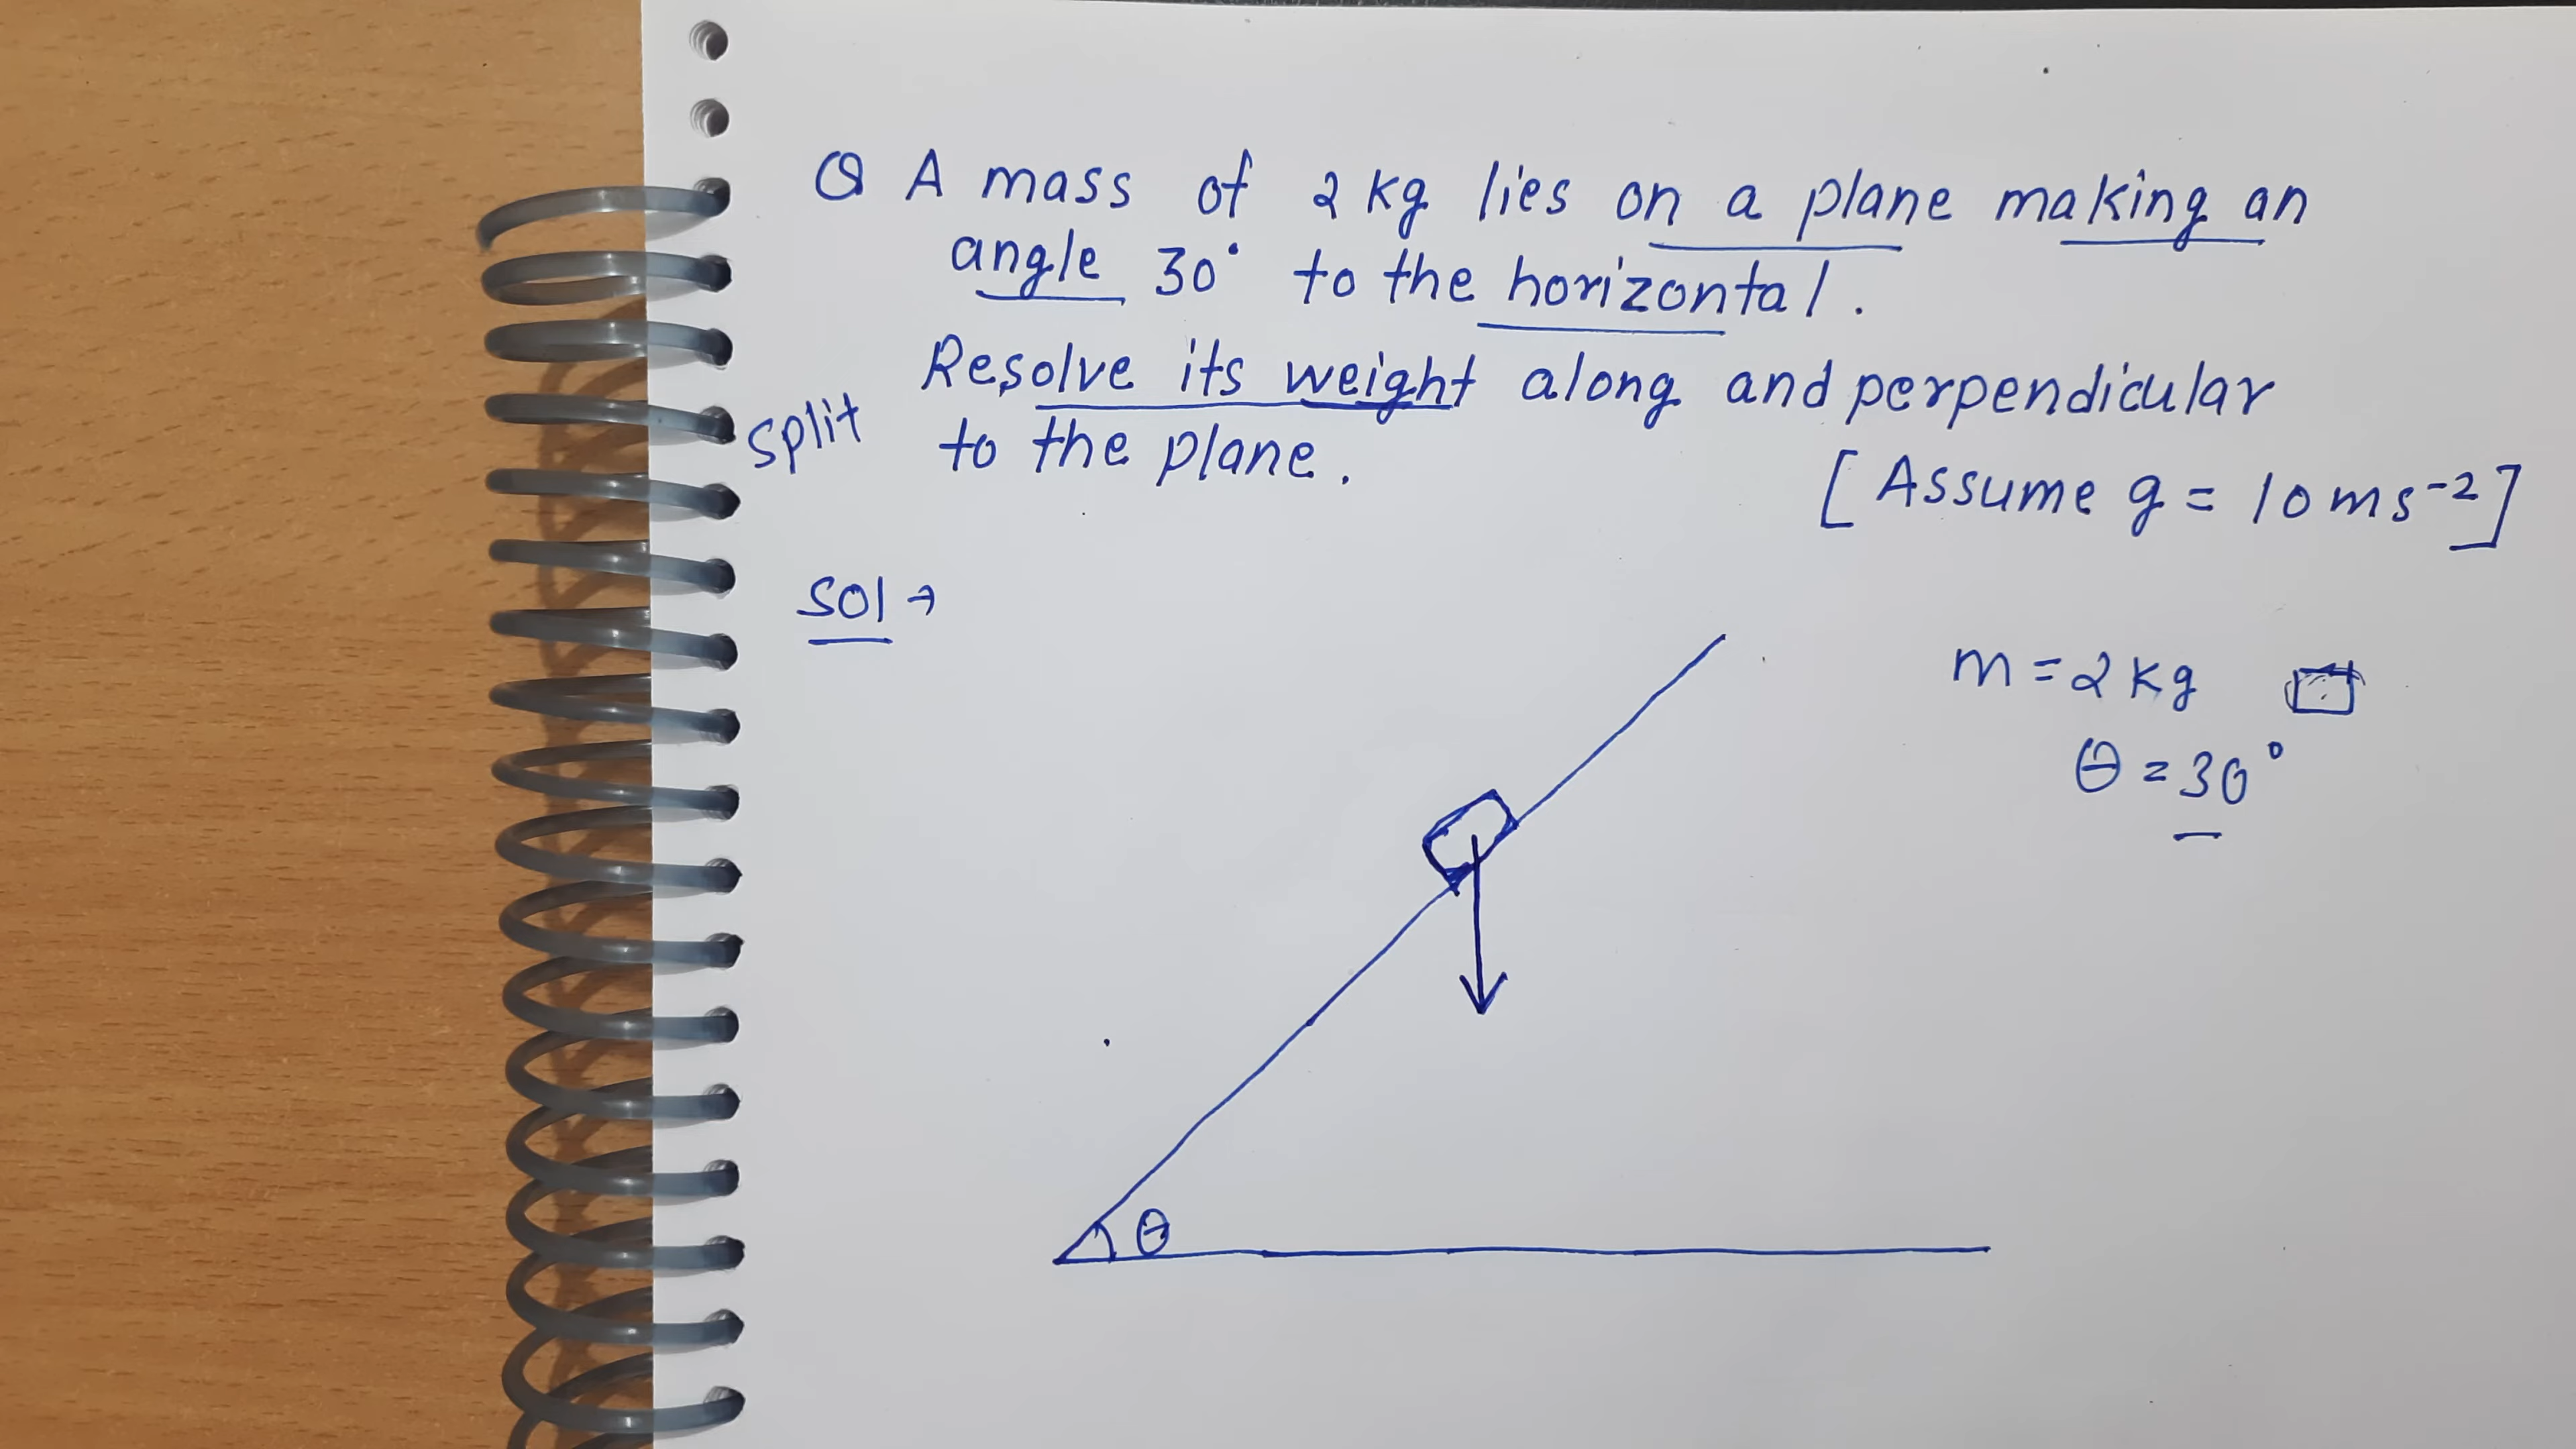 Q A mass of 2 kg lies on a plane making an
angle 30° to the horizontal.
Resolve its weight along and perpendicular
split
to the plane.
[Assume g = 10 ms⁻²]
Sol →
m = 2 kg
θ = 30°
θ